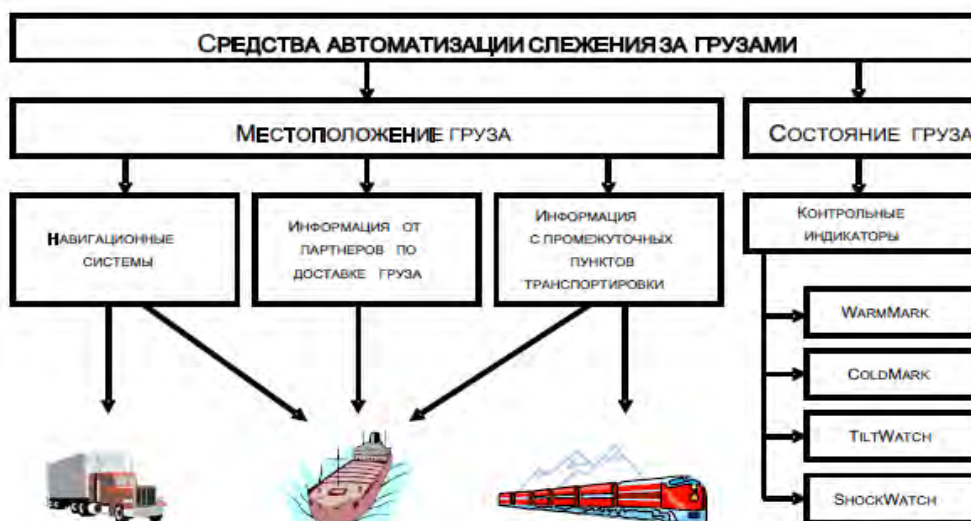 СРЕДСТВА АВТОМАТИЗАЦИИ СЛЕЖЕНИЯ ЗА ГРУЗАМИ
МЕСТОПОЛОЖЕНИЕ ГРУЗА
СОСТОЯНИЕ ГРУЗА
НАВИГАЦИОННЫЕ
СИСТЕМЫ
ИНФОРМАЦИЯ ОТ
ПАРТНЕРОВ ПО
ДОСТАВКЕ ГРУЗА
ИНФОРМАЦИЯ
С ПРОМЕЖУТОЧНЫХ
ПУНКТОВ
ТРАНСПОРТИРОВКИ
КОНТРОЛЬНЫЕ
ИНДИКАТОРЫ
WARMMARK
COLDMARK
TILTWATCH
SHOCKWATCH